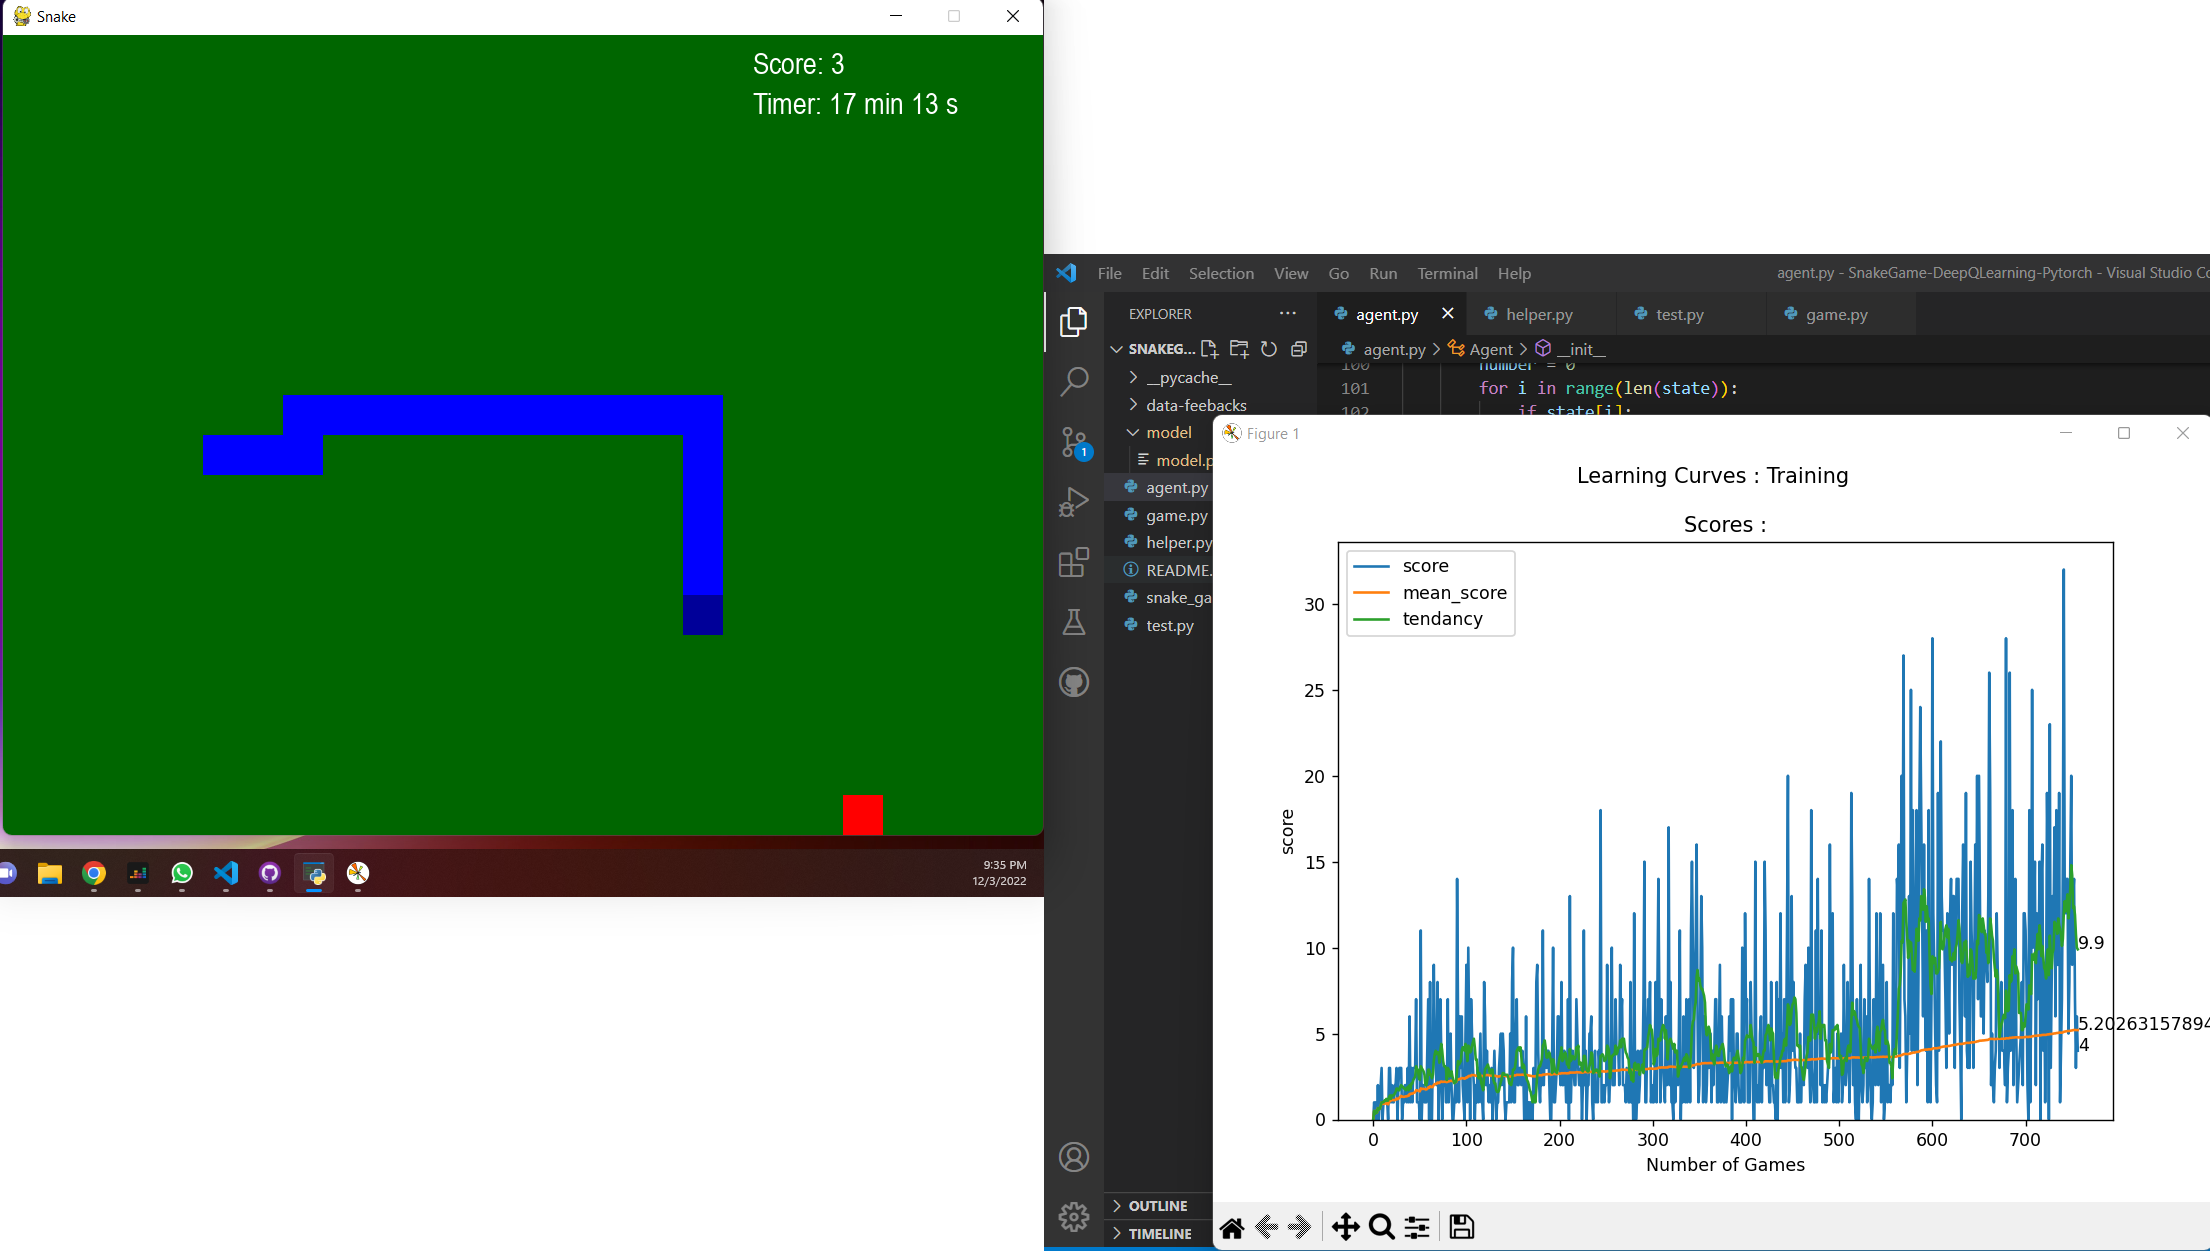 Snake
Score: 3
Timer: 17 min 13 s
9:35 PM
12/3/2022
File Edit Selection View Go Run Terminal Help
agent.py - SnakeGame-DeepQLearning-Pytorch - Visual Studio Co
EXPLORER
agent.py
helper.py
test.py
game.py
SNAKEG...
agent.py > Agent > __init__
100 number = 0
__pycache__
101 for i in range(len(state)):
data-feebacks
102 if state[i]:
model
model.p
agent.py
game.py
helper.py
README.
snake_ga
test.py
1
OUTLINE
TIMELINE
Figure 1
Learning Curves : Training
Scores :
score
mean_score
tendancy
30
25
20
15
10
5
0
score
9.9
5.20263157894
4
0 100 200 300 400 500 600 700
Number of Games